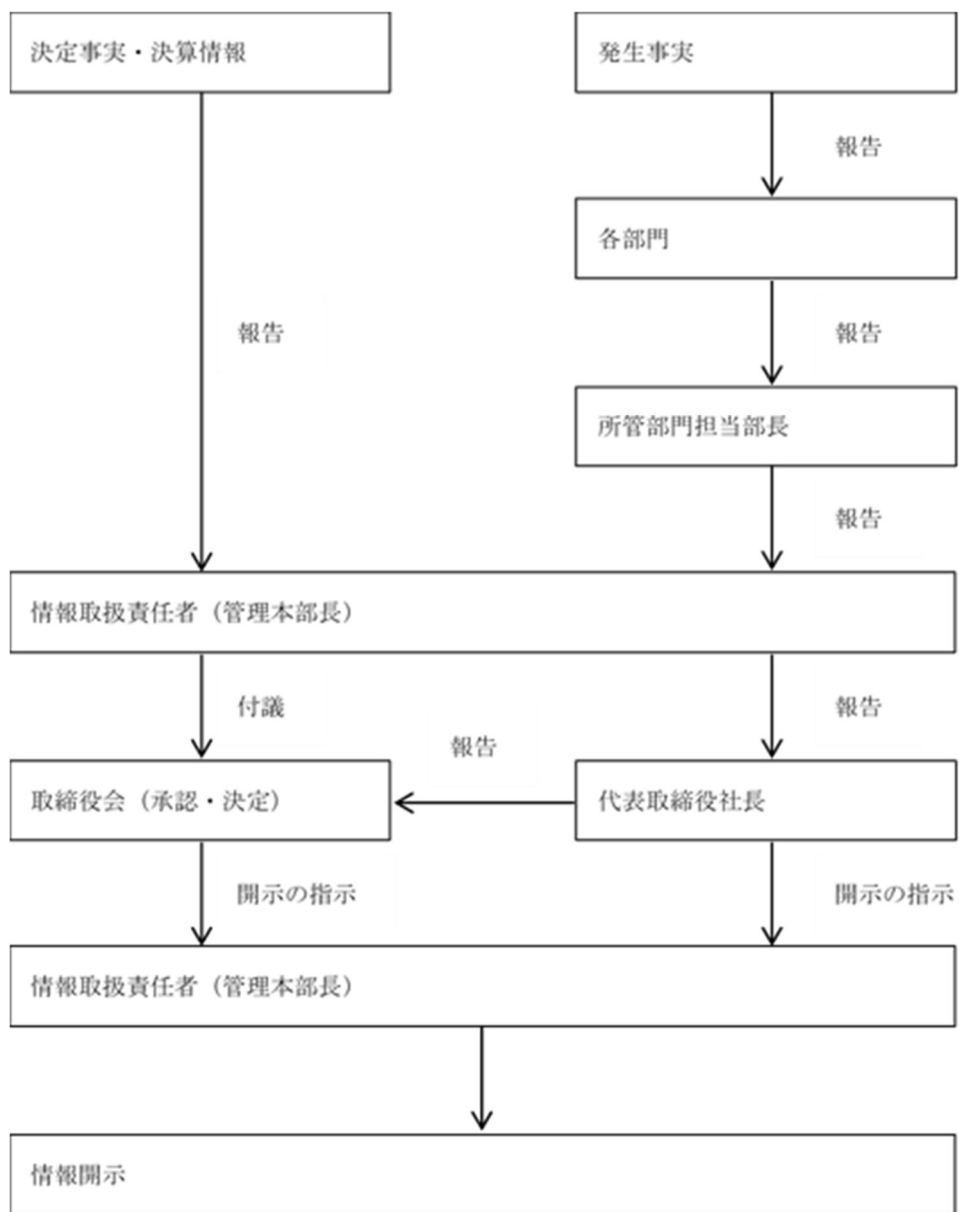 決定事実・決算情報
発生事実
報告
各部門
報告
報告
所管部門担当部長
報告
情報取扱責任者（管理本部長）
付議
報告
報告
取締役会（承認・決定）
代表取締役社長
開示の指示
開示の指示
情報取扱責任者（管理本部長）
情報開示